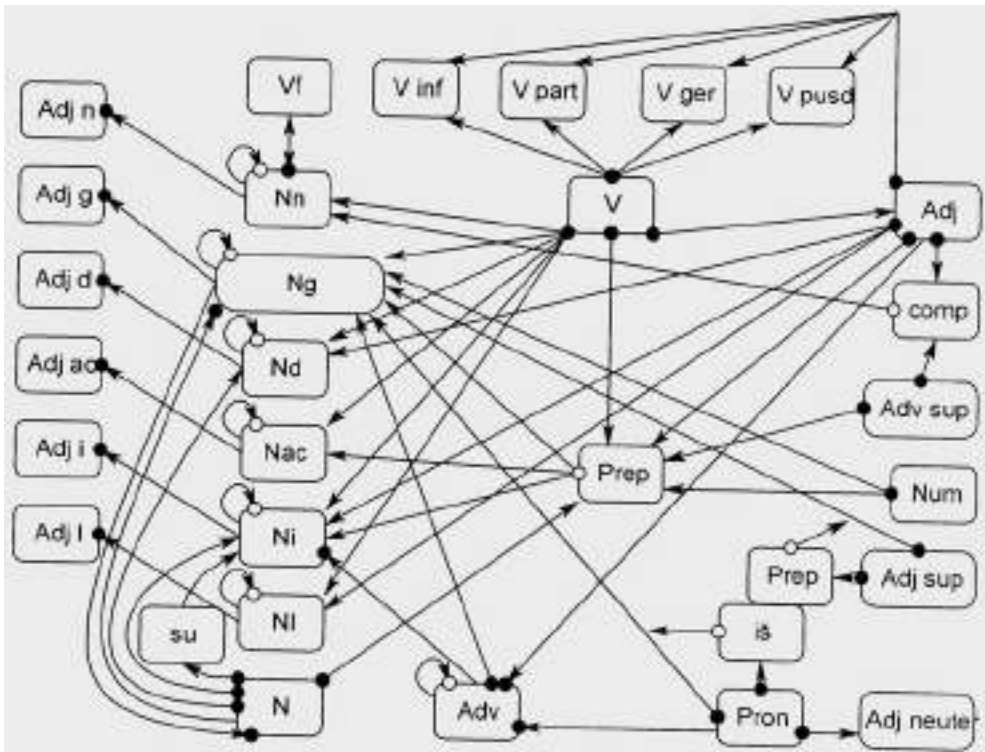 Vf
V inf
V part
V ger
V pusd
Adj n
Adj g
Nn
V
Adj
Adj d
Ng
comp
Adj ac
Nd
Adv sup
Adj i
Nac
Prep
Num
Adj l
Ni
Prep
Adj sup
su
Nl
iš
N
Adv
Pron
Adj neuter